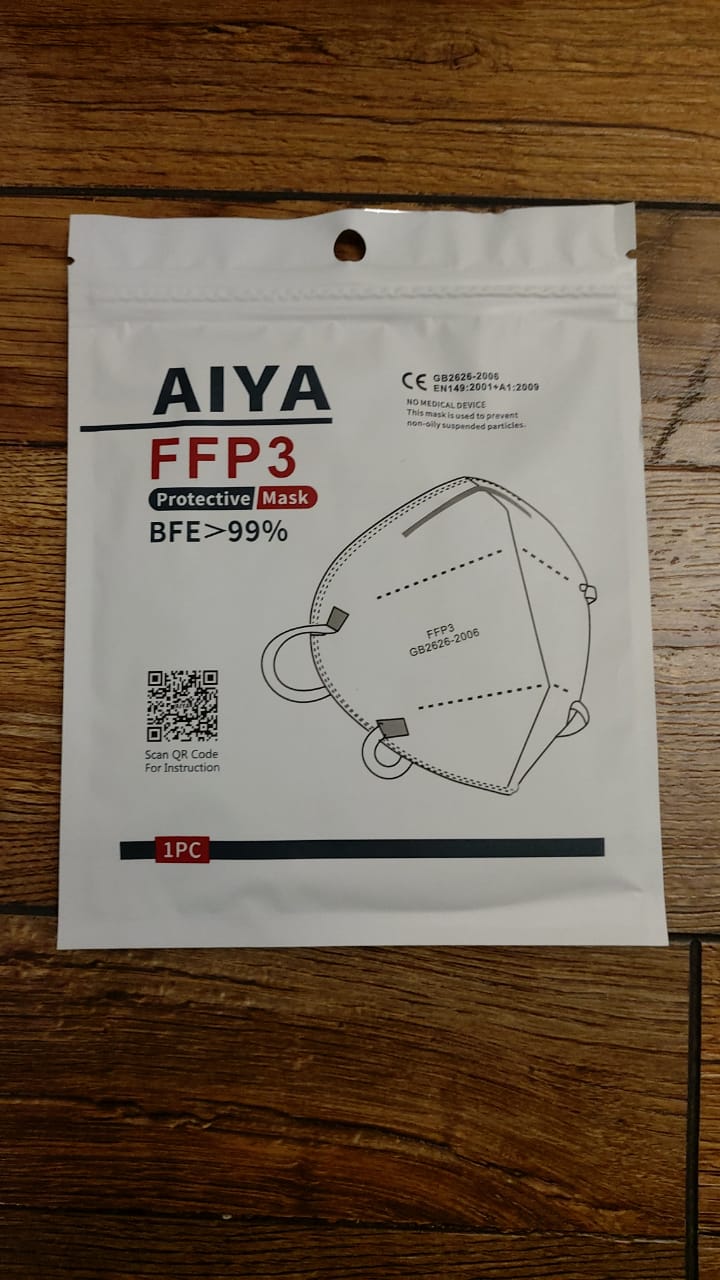 AIYA
FFP3
Protective Mask
BFE>99%
CE GB2626-2006
EN149:2001+A1:2009
NO MEDICAL DEVICE
This mask is used to prevent
non-oily suspended particles.
FFP3
GB2626-2006
Scan QR Code
For Instruction
1PC